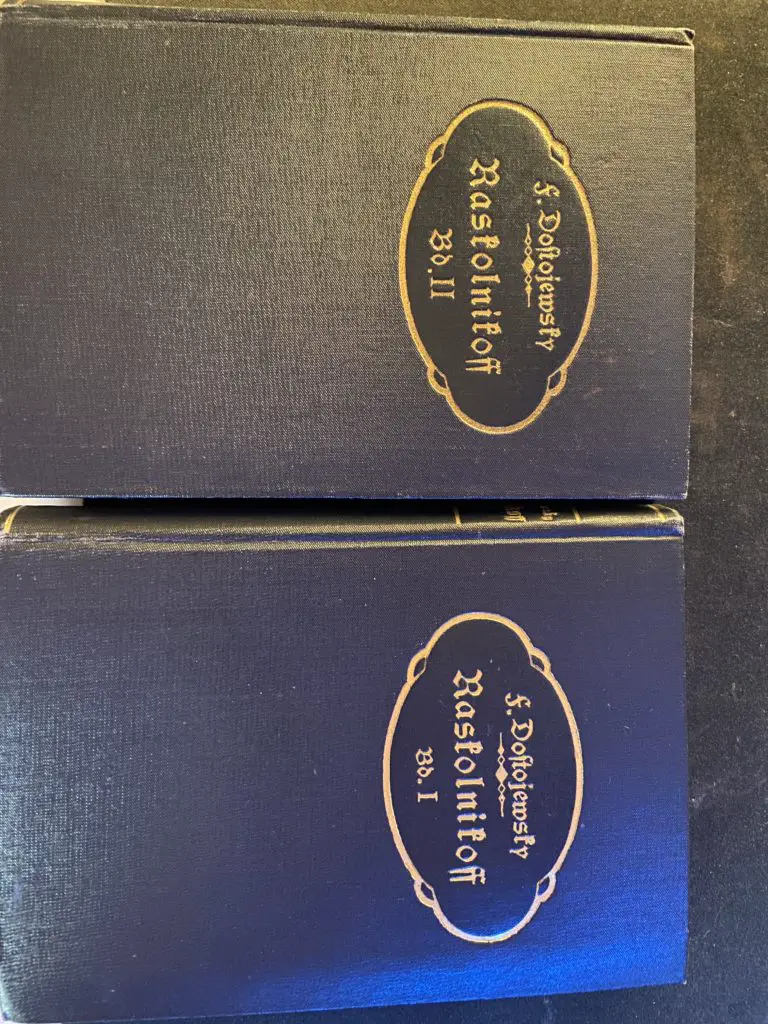 F. Dostojewsky
Raskolnikoff
Bd. II
F. Dostojewsky
Raskolnikoff
Bd. I